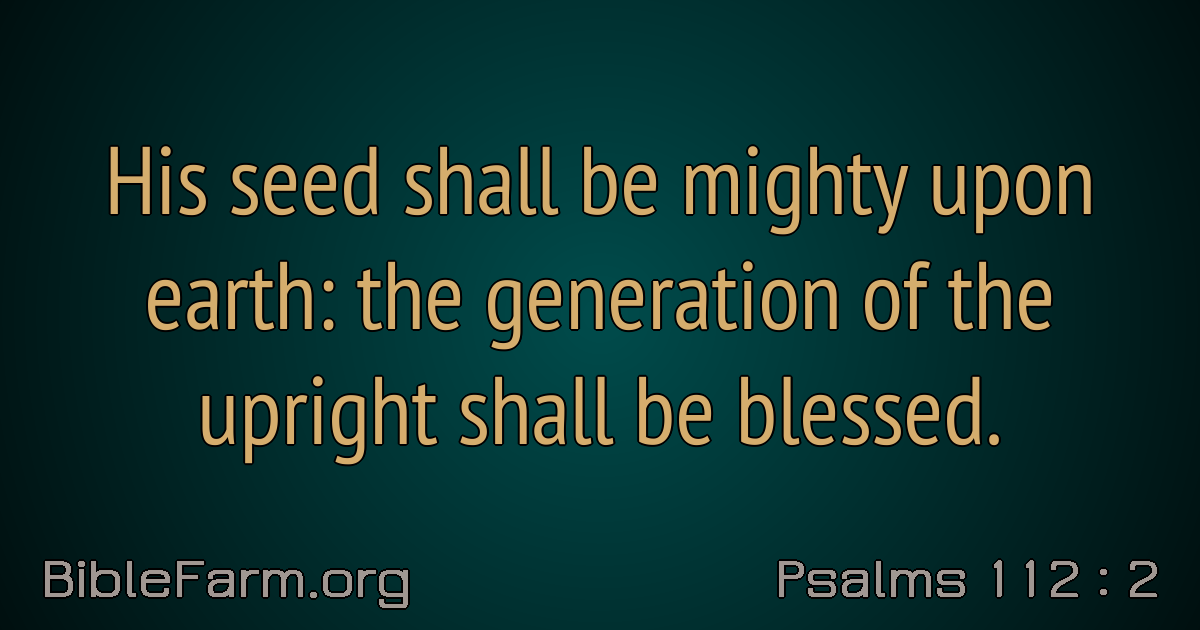 His seed shall be mighty upon
earth: the generation of the
upright shall be blessed.
BibleFarm.org
Psalms 112 : 2